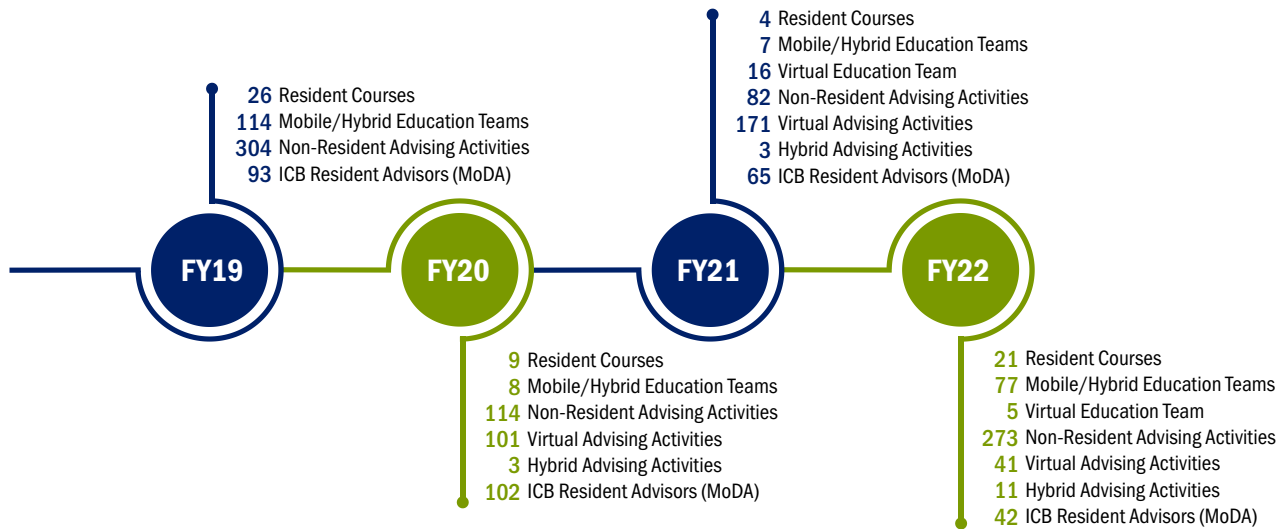 26 Resident Courses
114 Mobile/Hybrid Education Teams
304 Non-Resident Advising Activities
93 ICB Resident Advisors (MoDA)
4 Resident Courses
7 Mobile/Hybrid Education Teams
16 Virtual Education Team
82 Non-Resident Advising Activities
171 Virtual Advising Activities
3 Hybrid Advising Activities
65 ICB Resident Advisors (MoDA)
FY19
FY20
FY21
FY22
9 Resident Courses
8 Mobile/Hybrid Education Teams
114 Non-Resident Advising Activities
101 Virtual Advising Activities
3 Hybrid Advising Activities
102 ICB Resident Advisors (MoDA)
21 Resident Courses
77 Mobile/Hybrid Education Teams
5 Virtual Education Team
273 Non-Resident Advising Activities
41 Virtual Advising Activities
11 Hybrid Advising Activities
42 ICB Resident Advisors (MoDA)